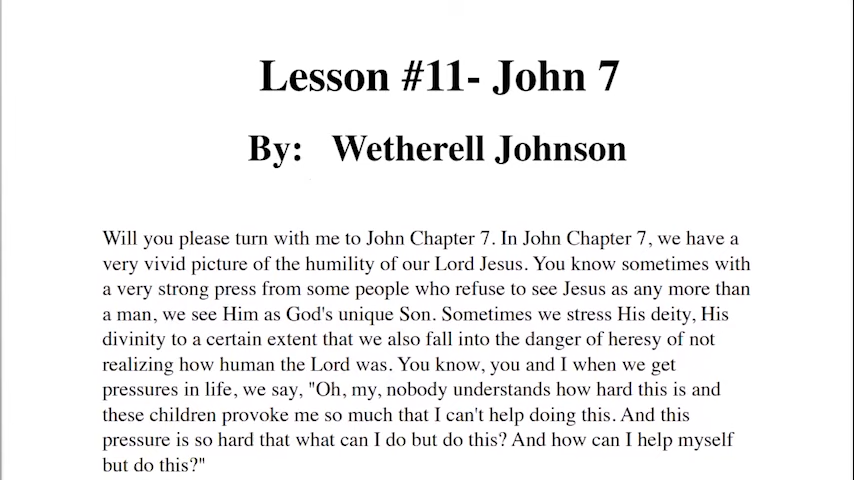 Lesson #11- John 7
By: Wetherell Johnson
Will you please turn with me to John Chapter 7. In John Chapter 7, we have a
very vivid picture of the humility of our Lord Jesus. You know sometimes with
a very strong press from some people who refuse to see Jesus as any more than
a man, we see Him as God's unique Son. Sometimes we stress His deity, His
divinity to a certain extent that we also fall into the danger of heresy of not
realizing how human the Lord was. You know, you and I when we get
pressures in life, we say, "Oh, my, nobody understands how hard this is and
these children provoke me so much that I can't help doing this. And this
pressure is so hard that what can I do but do this? And how can I help myself
but do this?"